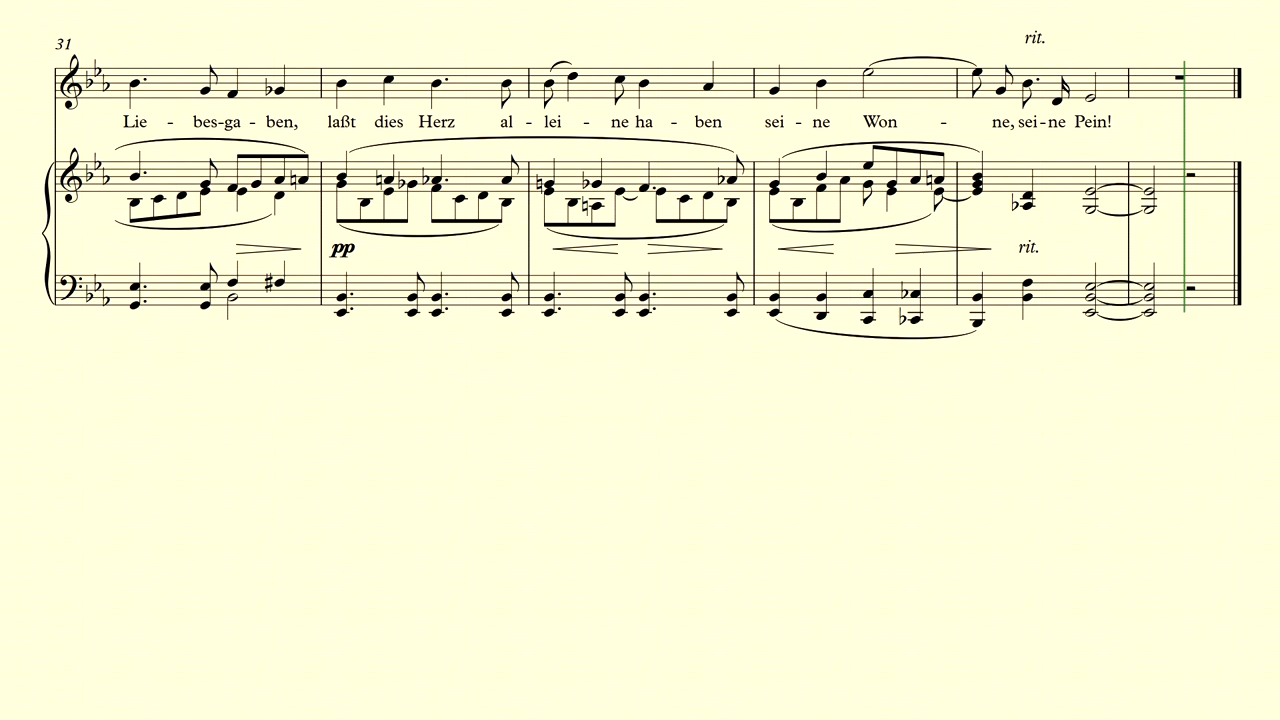 31
rit.
Lie - bes-ga - ben, laßt dies Herz al - lei - ne ha - ben sei - ne Won - ne, sei-ne Pein!
pp
rit.